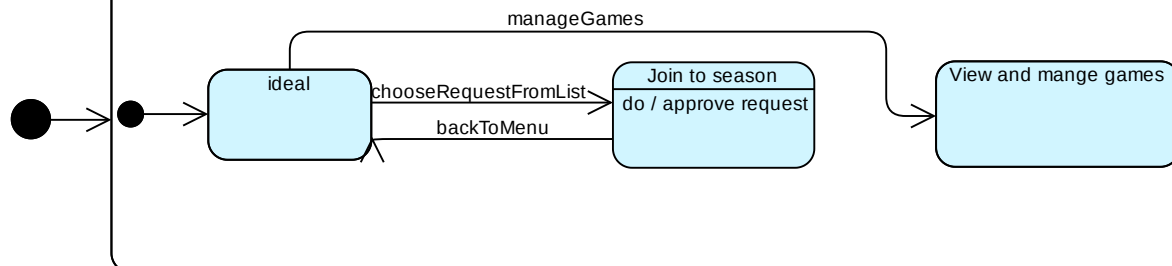 manageGames
ideal
chooseRequestFromList
backToMenu
Join to season
do / approve request
View and mange games